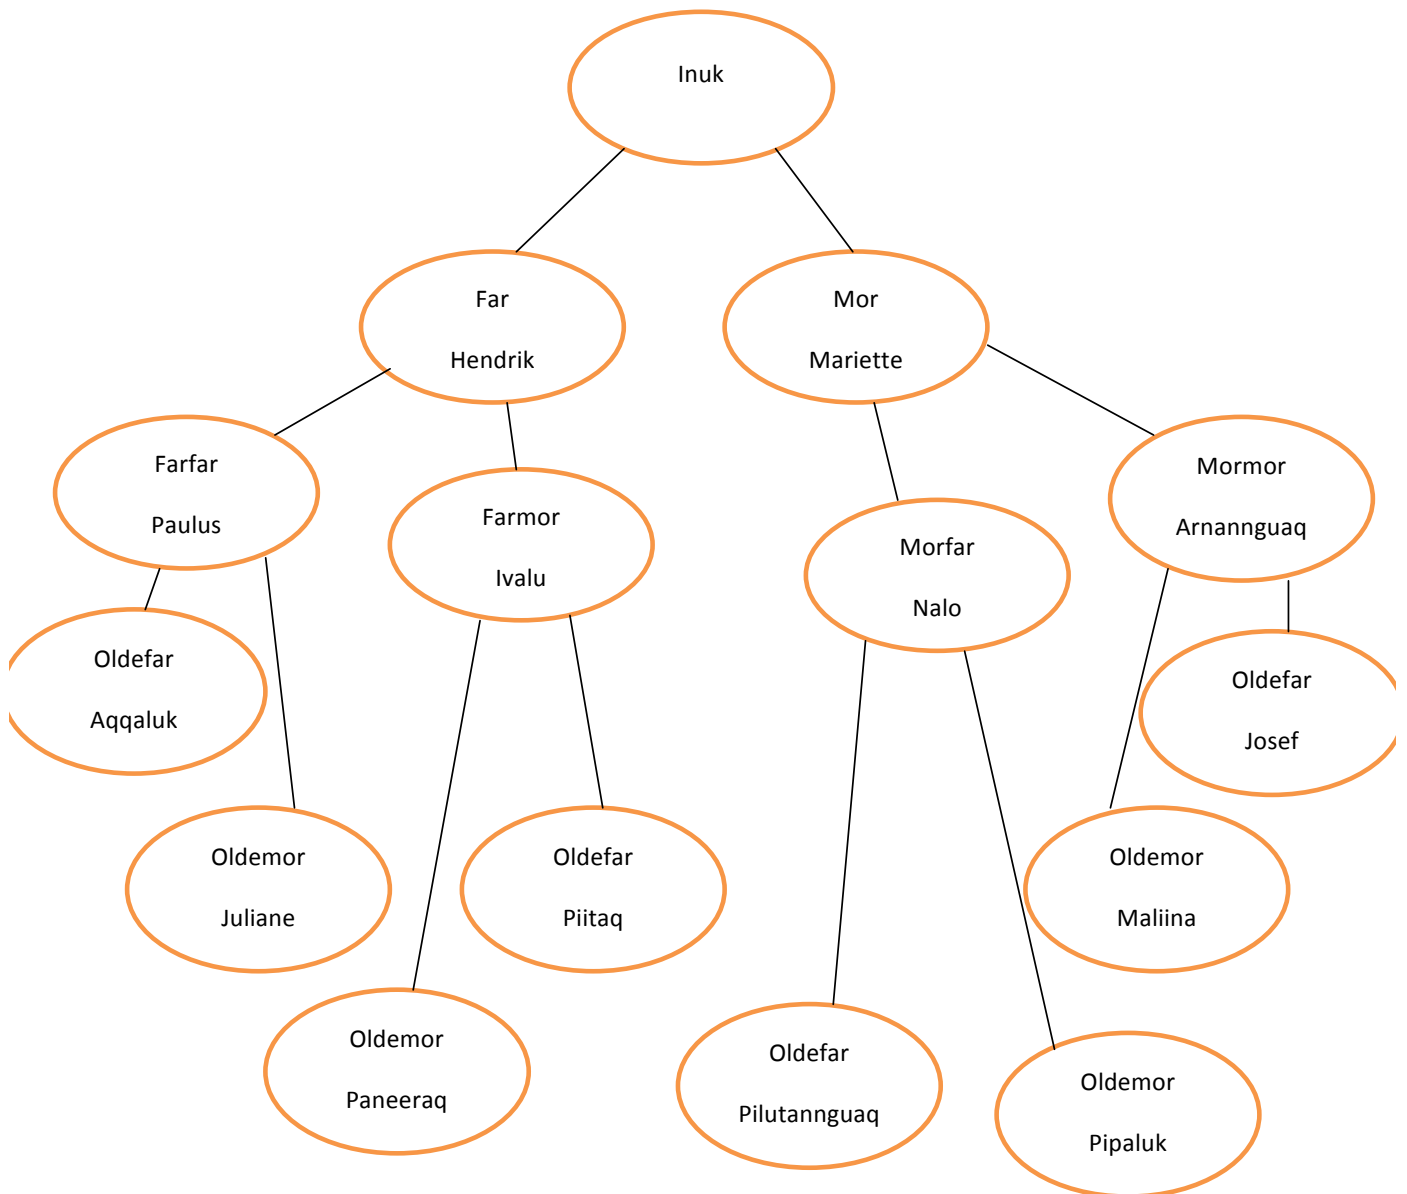 Inuk
Far
Hendrik
Mor
Mariette
Farfar
Paulus
Farmor
Ivalu
Morfar
Nalo
Mormor
Arnannguaq
Oldefar
Aqqaluk
Oldefar
Josef
Oldemor
Juliane
Oldefar
Piitaq
Oldemor
Maliina
Oldemor
Paneeraq
Oldefar
Pilutannguaq
Oldemor
Pipaluk